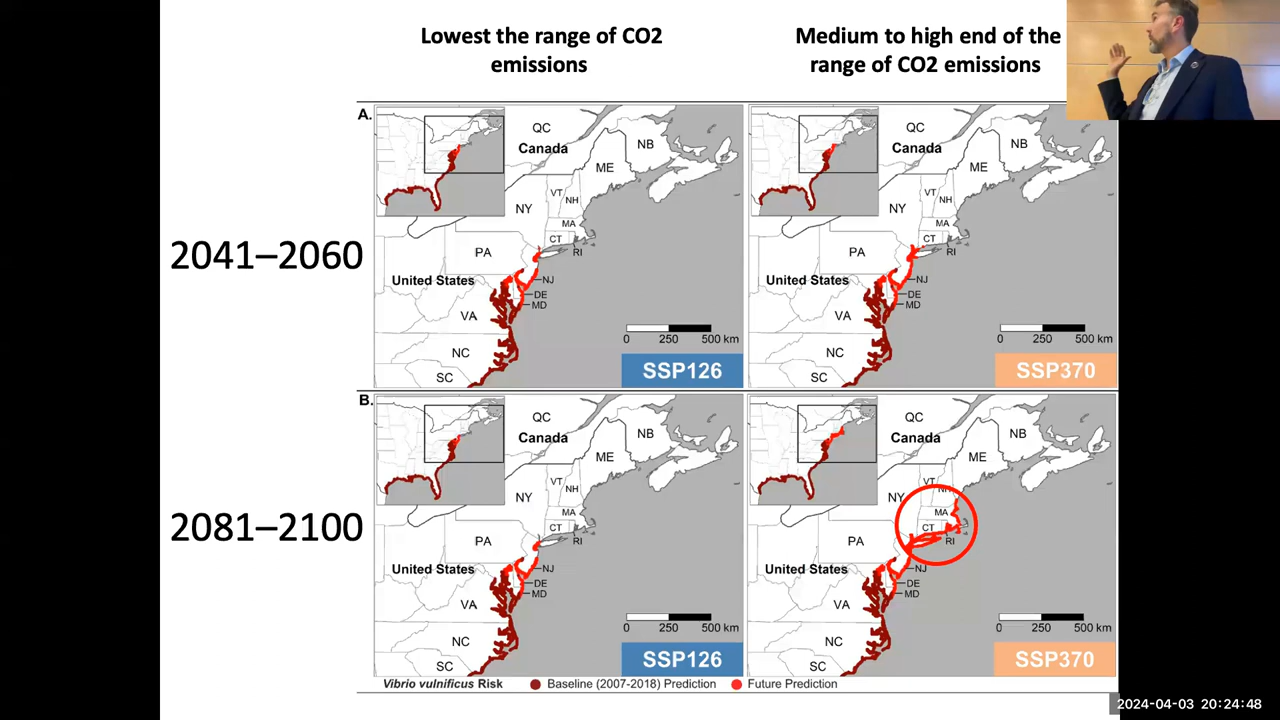 Lowest the range of CO2
emissions
Medium to high end of the
range of CO2 emissions
2041–2060
A.
QC
Canada
NB
ME
VT
NH
NY
MA
CT
RI
PA
United States
NJ
DE
MD
VA
NC
SC
0 250 500 km
SSP126
QC
Canada
NB
ME
VT
NH
NY
MA
CT
RI
PA
United States
NJ
DE
MD
VA
NC
SC
0 250 500 km
SSP370
2081–2100
B.
QC
Canada
NB
ME
VT
NH
NY
MA
CT
RI
PA
United States
NJ
DE
MD
VA
NC
SC
0 250 500 km
SSP126
QC
Canada
NB
ME
VT
NH
NY
MA
CT
RI
PA
United States
NJ
DE
MD
VA
NC
SC
0 250 500 km
SSP370
Vibrio vulnificus Risk Baseline (2007-2018) Prediction Future Prediction
2024-04-03 20:24:48